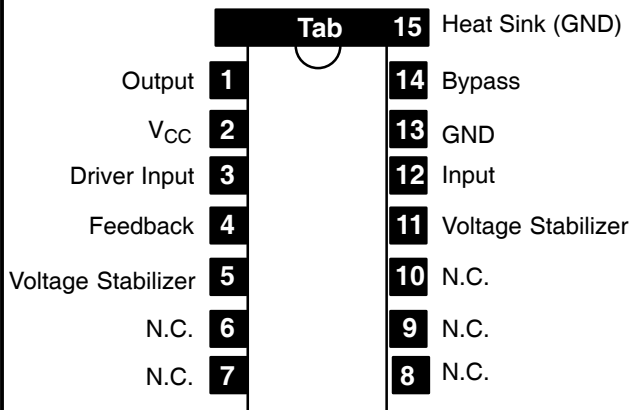 Tab 15 Heat Sink (GND)
Output 1 14 Bypass
VCC 2 13 GND
Driver Input 3 12 Input
Feedback 4 11 Voltage Stabilizer
Voltage Stabilizer 5 10 N.C.
N.C. 6 9 N.C.
N.C. 7 8 N.C.